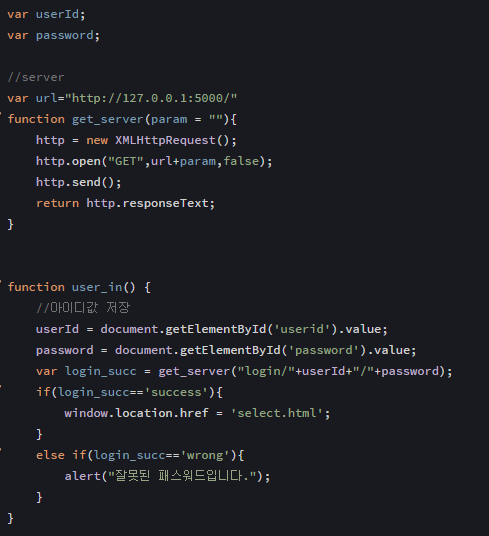 var userId;
var password;
//server
var url="http://127.0.0.1:5000/"
function get_server(param = ""){
http = new XMLHttpRequest();
http.open("GET",url+param,false);
http.send();
return http.responseText;
}
function user_in() {
//아이디값 저장
userId = document.getElementById('userid').value;
password = document.getElementById('password').value;
var login_succ = get_server("login/"+userId+"/"+password);
if(login_succ=='success'){
window.location.href = 'select.html';
}
else if(login_succ=='wrong'){
alert("잘못된 패스워드입니다.");
}
}